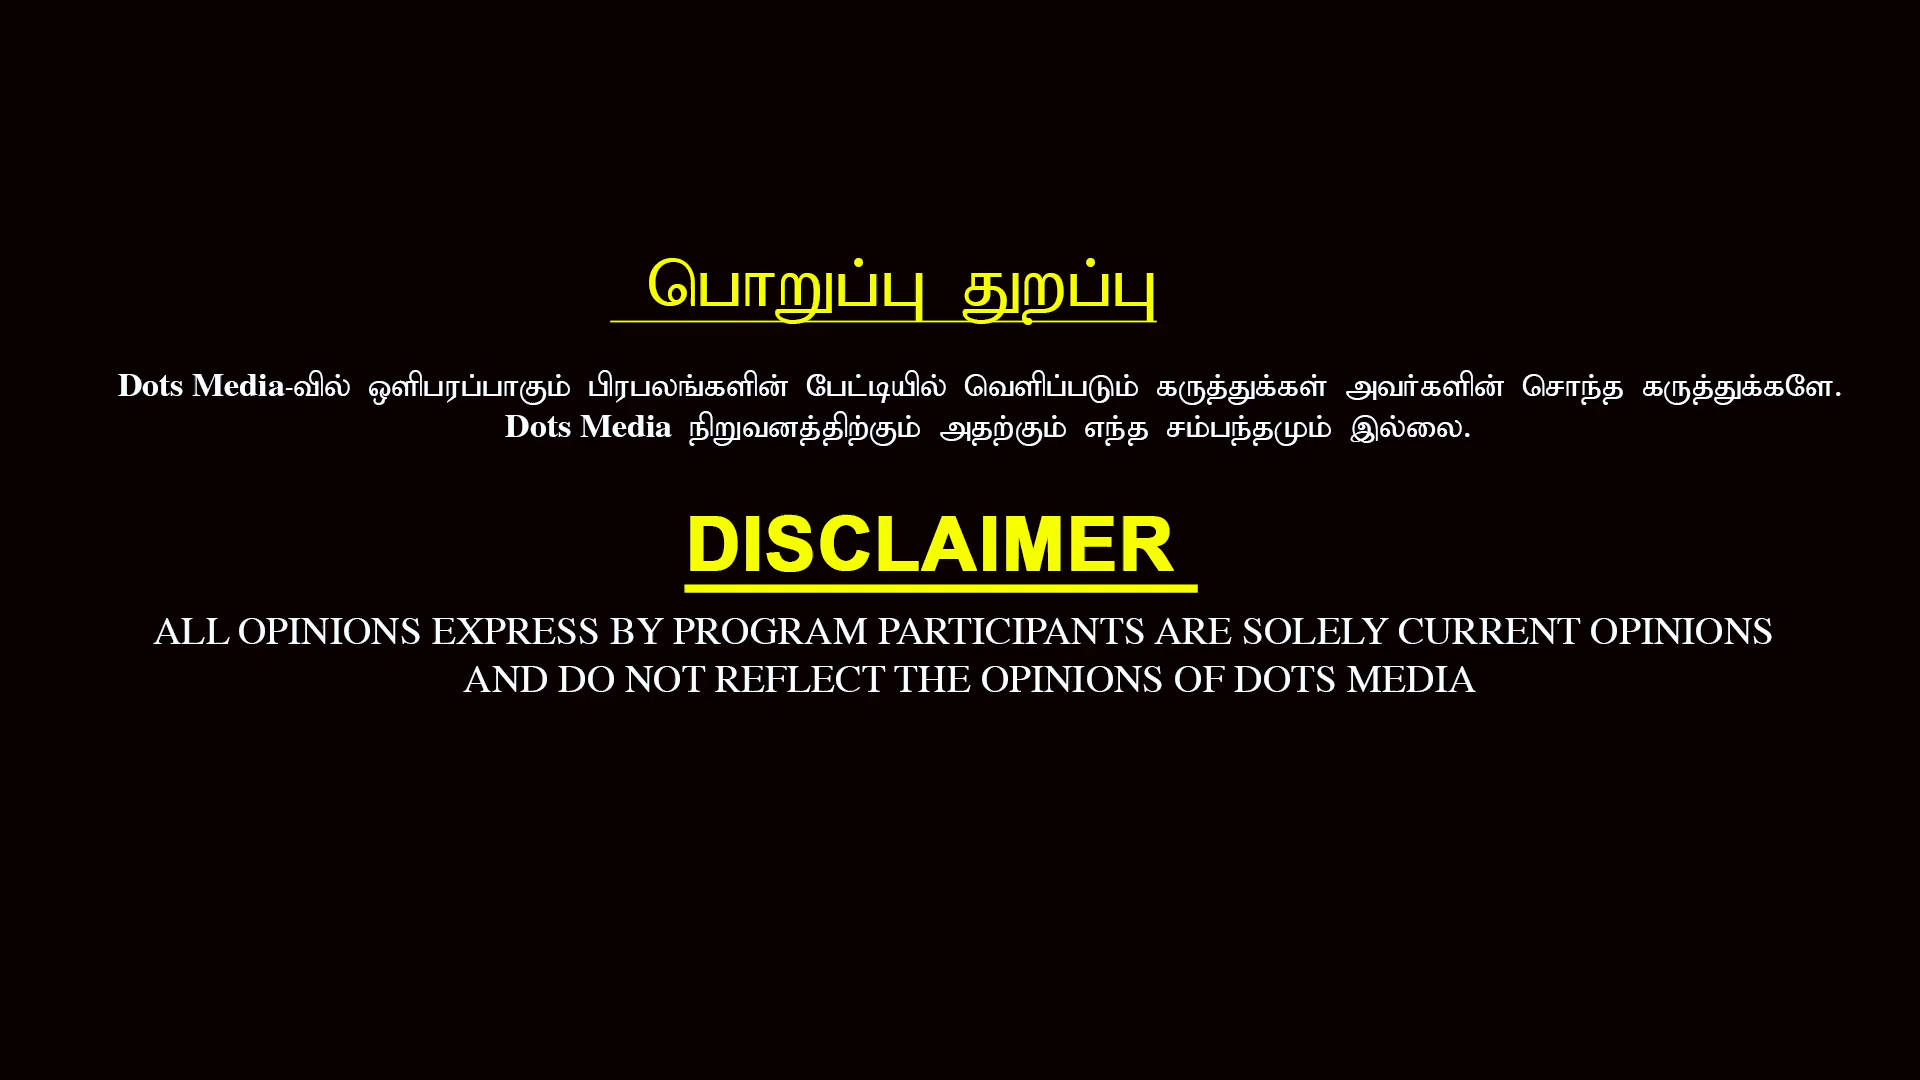 பொறுப்பு துறப்பு
Dots Media-வில் ஒளிபரப்பாகும் பிரபலங்களின் பேட்டியில் வெளிப்படும் கருத்துக்கள் அவர்களின் சொந்த கருத்துக்களே.
Dots Media நிறுவனத்திற்கும் அதற்கும் எந்த சம்பந்தமும் இல்லை.
DISCLAIMER
ALL OPINIONS EXPRESS BY PROGRAM PARTICIPANTS ARE SOLELY CURRENT OPINIONS
AND DO NOT REFLECT THE OPINIONS OF DOTS MEDIA